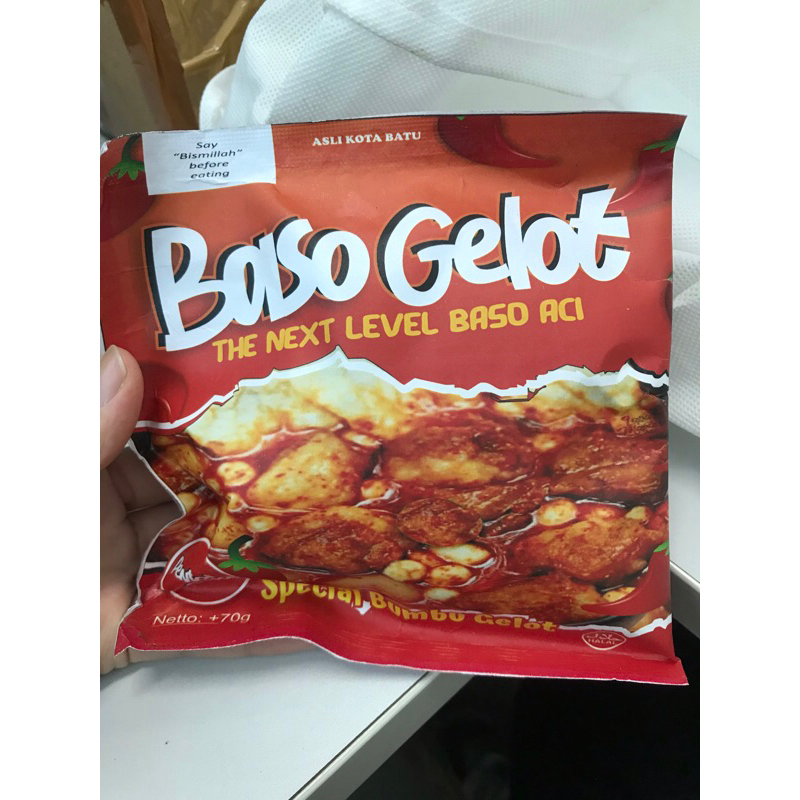 Say
"Bismillah"
before
eating
ASLI KOTA BATU
Baso Gelot
THE NEXT LEVEL BASO ACI
Special Bumbu Gelot
Netto: +70g
HALAL